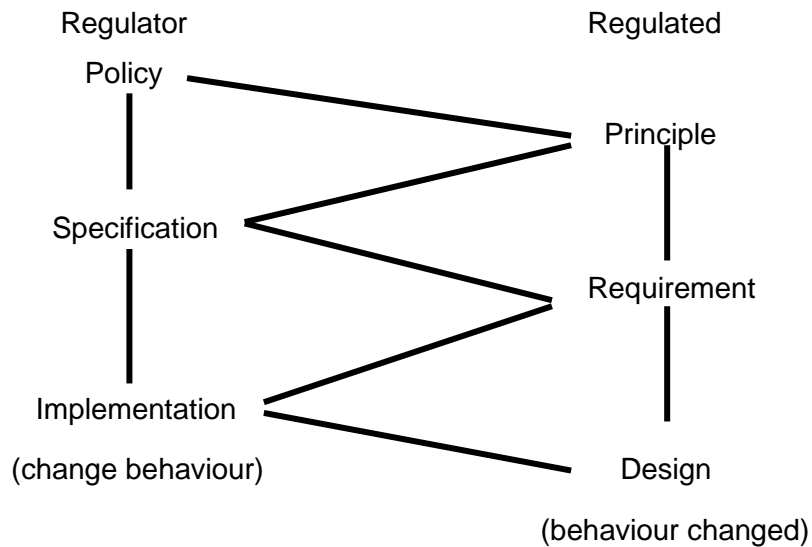 Regulator
Regulated
Policy
Principle
Specification
Requirement
Implementation
(change behaviour)
Design
(behaviour changed)